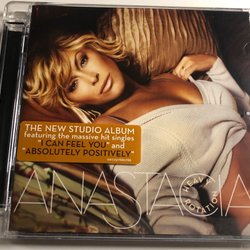 THE NEW STUDIO ALBUM
featuring the massive hit singles
"I CAN FEEL YOU" and
"ABSOLUTELY POSITIVELY"
ANASTACIA
HEAVY
ROTATION